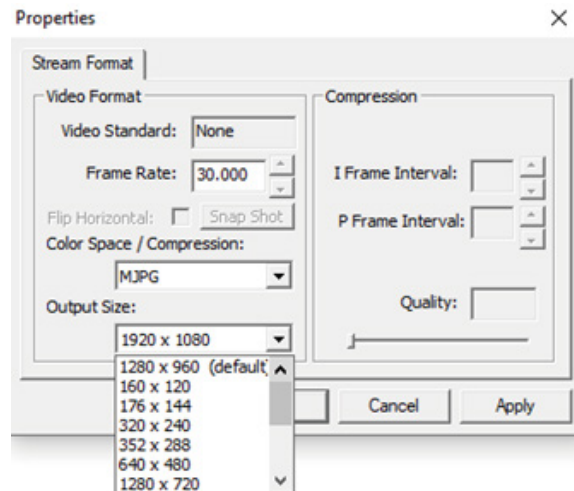 Properties
Stream Format
Video Format
Video Standard: None
Frame Rate: 30.000
Flip Horizontal: Snap Shot
Color Space / Compression:
MJPG
Output Size:
1920 x 1080
1280 x 960 (default)
160 x 120
176 x 144
320 x 240
352 x 288
640 x 480
1280 x 720
Compression
I Frame Interval:
P Frame Interval:
Quality:
Cancel Apply